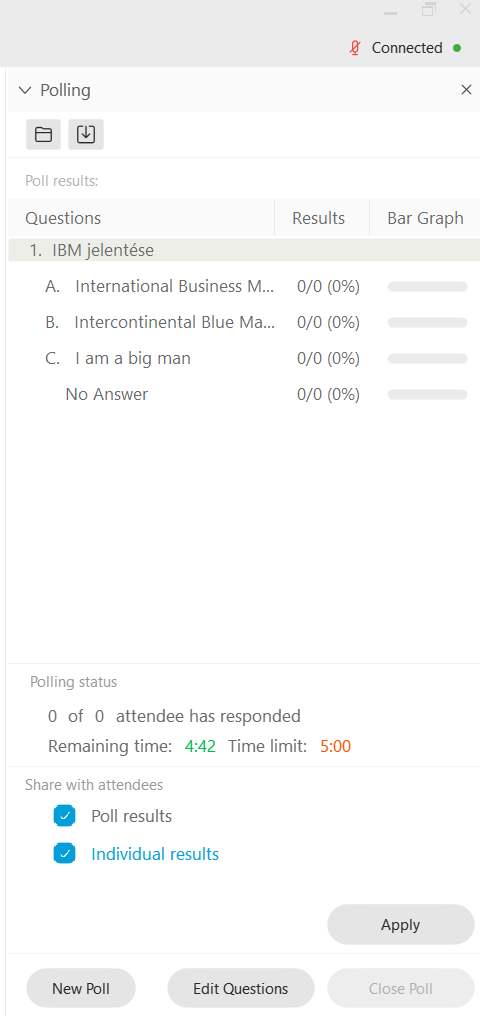 Connected
Polling
Poll results:
Questions Results Bar Graph
1. IBM jelentése
A. International Business M... 0/0 (0%)
B. Intercontinental Blue Ma... 0/0 (0%)
C. I am a big man 0/0 (0%)
No Answer 0/0 (0%)
Polling status
0 of 0 attendee has responded
Remaining time: 4:42 Time limit: 5:00
Share with attendees
Poll results
Individual results
Apply
New Poll Edit Questions Close Poll